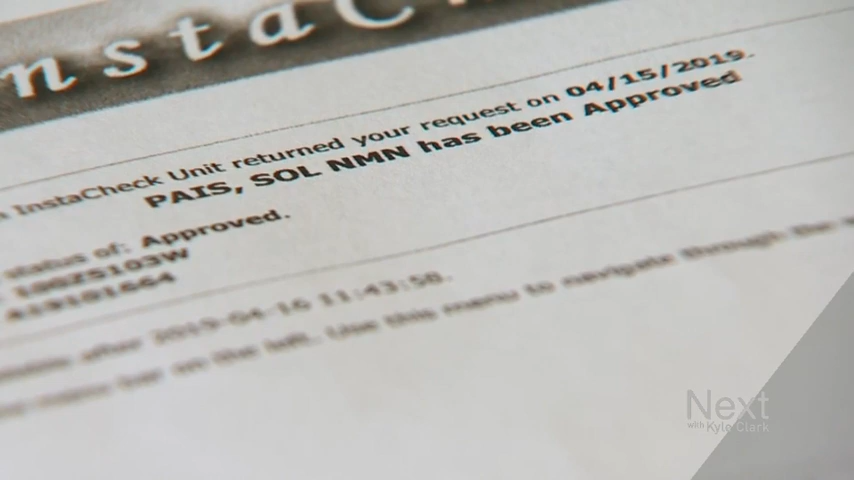 nstaC
InstaCheck Unit returned your request on 04/15/2019.
PAIS, SOL NMN has been Approved
status of: Approved.
100ZS103W
A19101664
after 2019-04-16 11:43:58.
bar on the left. Use this menu to navigate through the
Next
with Kyle Clark